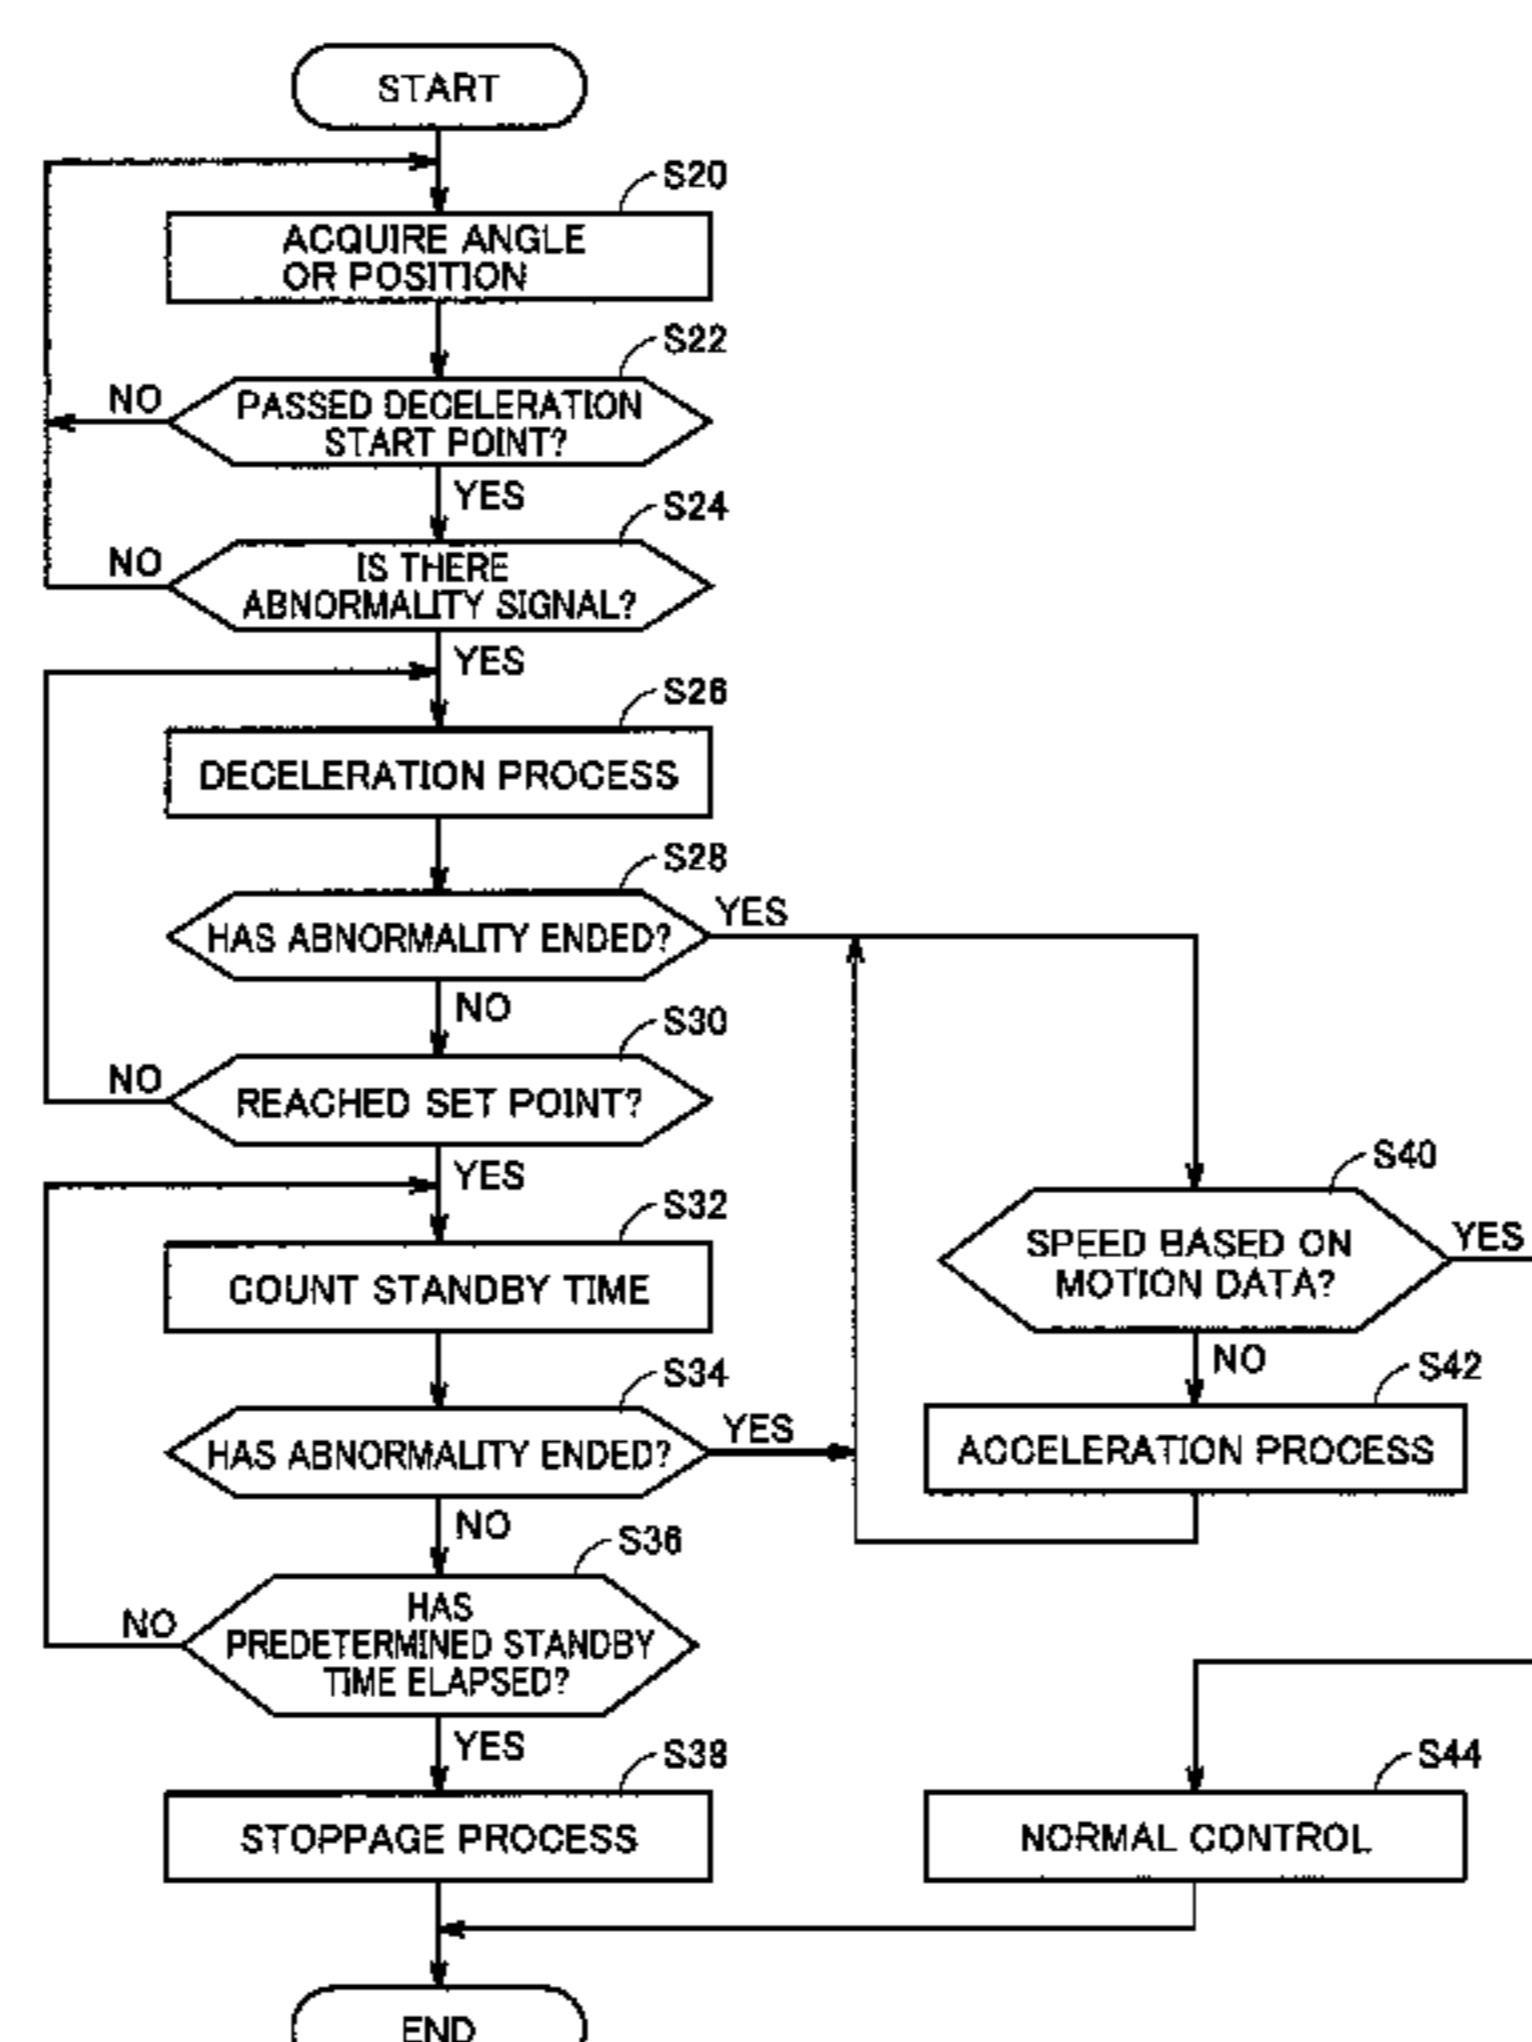 START
S20
ACQUIRE ANGLE
OR POSITION
S22
NO
PASSED DECELERATION
START POINT?
YES
S24
NO
IS THERE
ABNORMALITY SIGNAL?
YES
S26
DECELERATION PROCESS
S28
HAS ABNORMALITY ENDED?
YES
NO
S30
NO
REACHED SET POINT?
YES
S32
COUNT STANDBY TIME
S34
HAS ABNORMALITY ENDED?
YES
NO
S36
NO
HAS
PREDETERMINED STANDBY
TIME ELAPSED?
YES
S38
STOPPAGE PROCESS
S40
SPEED BASED ON
MOTION DATA?
YES
NO
S42
ACCELERATION PROCESS
S44
NORMAL CONTROL
END